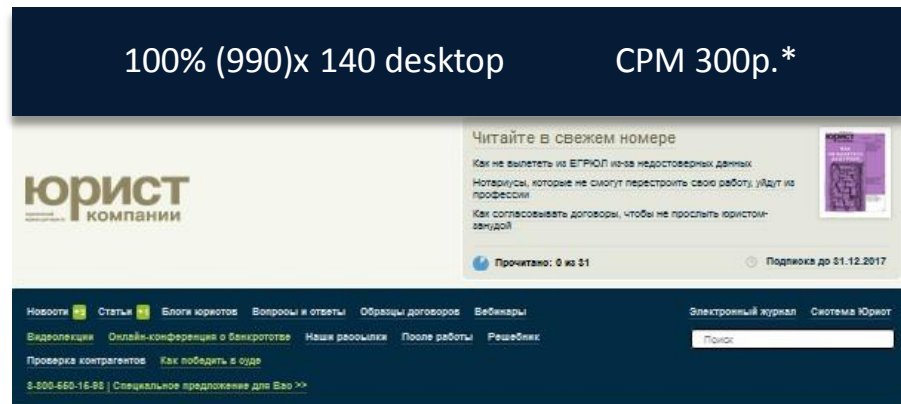 100% (990)x 140 desktop CPM 300р.*
Читайте в свежем номере
Как не вылететь из ЕГРЮЛ из-за недостоверных данных
Нотариусы, которые не смогут перестроить свою работу, уйдут из
профессии
Как согласовывать договоры, чтобы не прослыть юристом-
занудой
юрист
компании
Прочитано: 0 из 31
Подписка до 31.12.2017
Новости +3 Статьи Блоги юристов Вопросы и ответы Образцы договоров Вебинары
Электронный журнал Система Юрист
Видеолекции Онлайн-конференция о банкротстве Наши рассылки После работы Решебник
Поиск
Проверка контрагентов Как победить в суде
8-800-550-15-98 | Специальное предложение для Вас >>